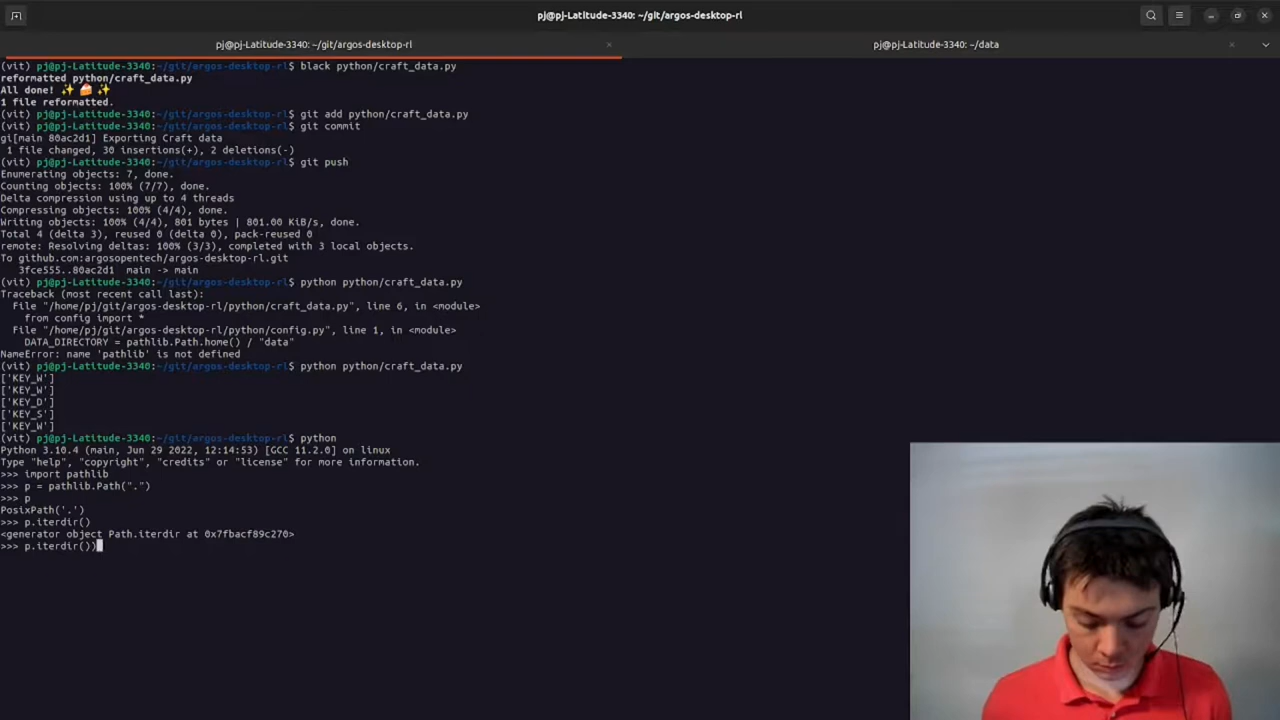 pj@pj-Latitude-3340: ~/git/argos-desktop-rl
pj@pj-Latitude-3340: ~/git/argos-desktop-rl
pj@pj-Latitude-3340: ~/data
(vit) pj@pj-Latitude-3340:~/git/argos-desktop-rl$ black python/craft_data.py
reformatted python/craft_data.py
All done! ✨ 🍰 ✨
1 file reformatted.
(vit) pj@pj-Latitude-3340:~/git/argos-desktop-rl$ git add python/craft_data.py
(vit) pj@pj-Latitude-3340:~/git/argos-desktop-rl$ git commit
gi[main 80ac2d1] Exporting Craft data
 1 file changed, 30 insertions(+), 2 deletions(-)
(vit) pj@pj-Latitude-3340:~/git/argos-desktop-rl$ git push
Enumerating objects: 7, done.
Counting objects: 100% (7/7), done.
Delta compression using up to 4 threads
Compressing objects: 100% (4/4), done.
Writing objects: 100% (4/4), 801 bytes | 801.00 KiB/s, done.
Total 4 (delta 3), reused 0 (delta 0), pack-reused 0
remote: Resolving deltas: 100% (3/3), completed with 3 local objects.
To github.com:argosopentech/argos-desktop-rl.git
   3fce555..80ac2d1  main -> main
(vit) pj@pj-Latitude-3340:~/git/argos-desktop-rl$ python python/craft_data.py
Traceback (most recent call last):
  File "/home/pj/git/argos-desktop-rl/python/craft_data.py", line 6, in <module>
    from config import *
  File "/home/pj/git/argos-desktop-rl/python/config.py", line 1, in <module>
    DATA_DIRECTORY = pathlib.Path.home() / "data"
NameError: name 'pathlib' is not defined
(vit) pj@pj-Latitude-3340:~/git/argos-desktop-rl$ python python/craft_data.py
['KEY_W']
['KEY_W']
['KEY_D']
['KEY_S']
['KEY_W']
(vit) pj@pj-Latitude-3340:~/git/argos-desktop-rl$ python
Python 3.10.4 (main, Jun 29 2022, 12:14:53) [GCC 11.2.0] on linux
Type "help", "copyright", "credits" or "license" for more information.
>>> import pathlib
>>> p = pathlib.Path(".")
>>> p
PosixPath('.')
>>> p.iterdir()
<generator object Path.iterdir at 0x7fbacf89c270>
>>> p.iterdir())